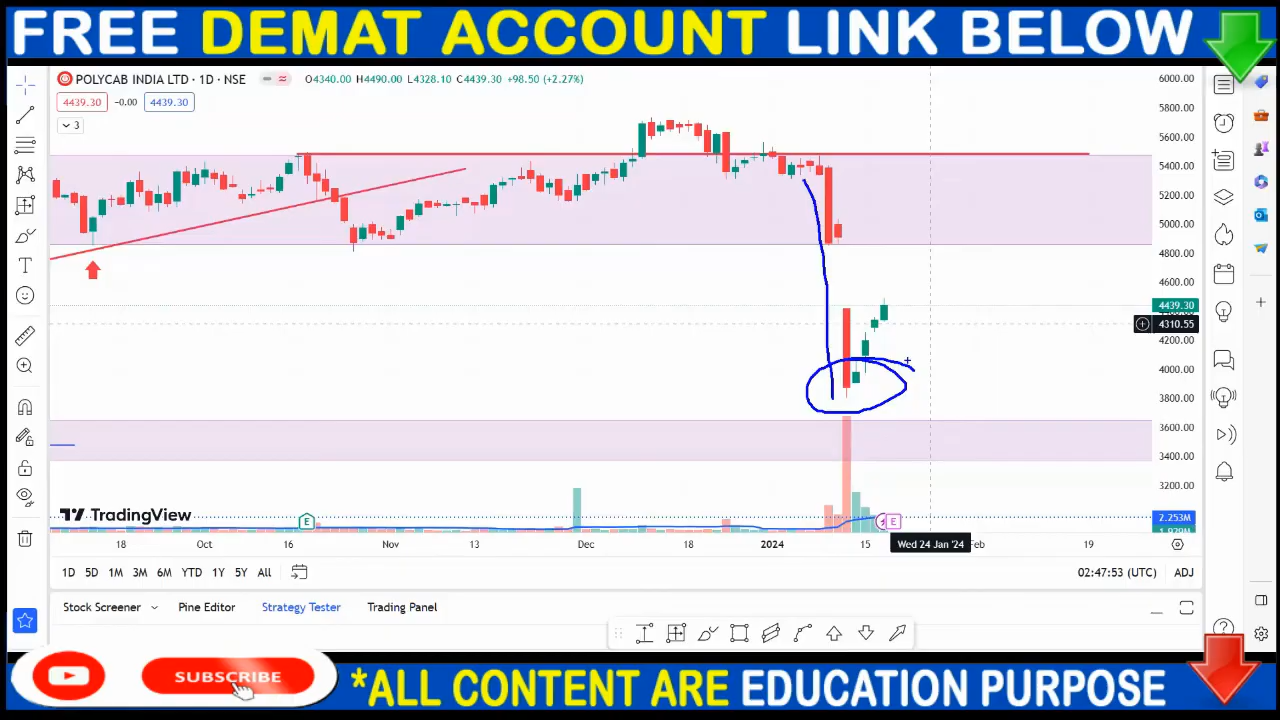 FREE DEMAT ACCOUNT LINK BELOW
POLYCAB INDIA LTD · 1D · NSE O4340.00 H4490.00 L4328.10 C4439.30 +98.50 (+2.27%)
4439.30 -0.00 4439.30
3
6000.00
5800.00
5600.00
5400.00
5200.00
5000.00
4800.00
4600.00
4439.30
4310.55
4200.00
4000.00
3800.00
3600.00
3400.00
3200.00
TradingView
E E
2.253M
18 Oct 16 Nov 13 Dec 18 2024 15 Wed 24 Jan '24 Feb 19
1D 5D 1M 3M 6M YTD 1Y 5Y All 02:47:53 (UTC) ADJ
Stock Screener Pine Editor Strategy Tester Trading Panel
SUBSCRIBE
*ALL CONTENT ARE EDUCATION PURPOSE